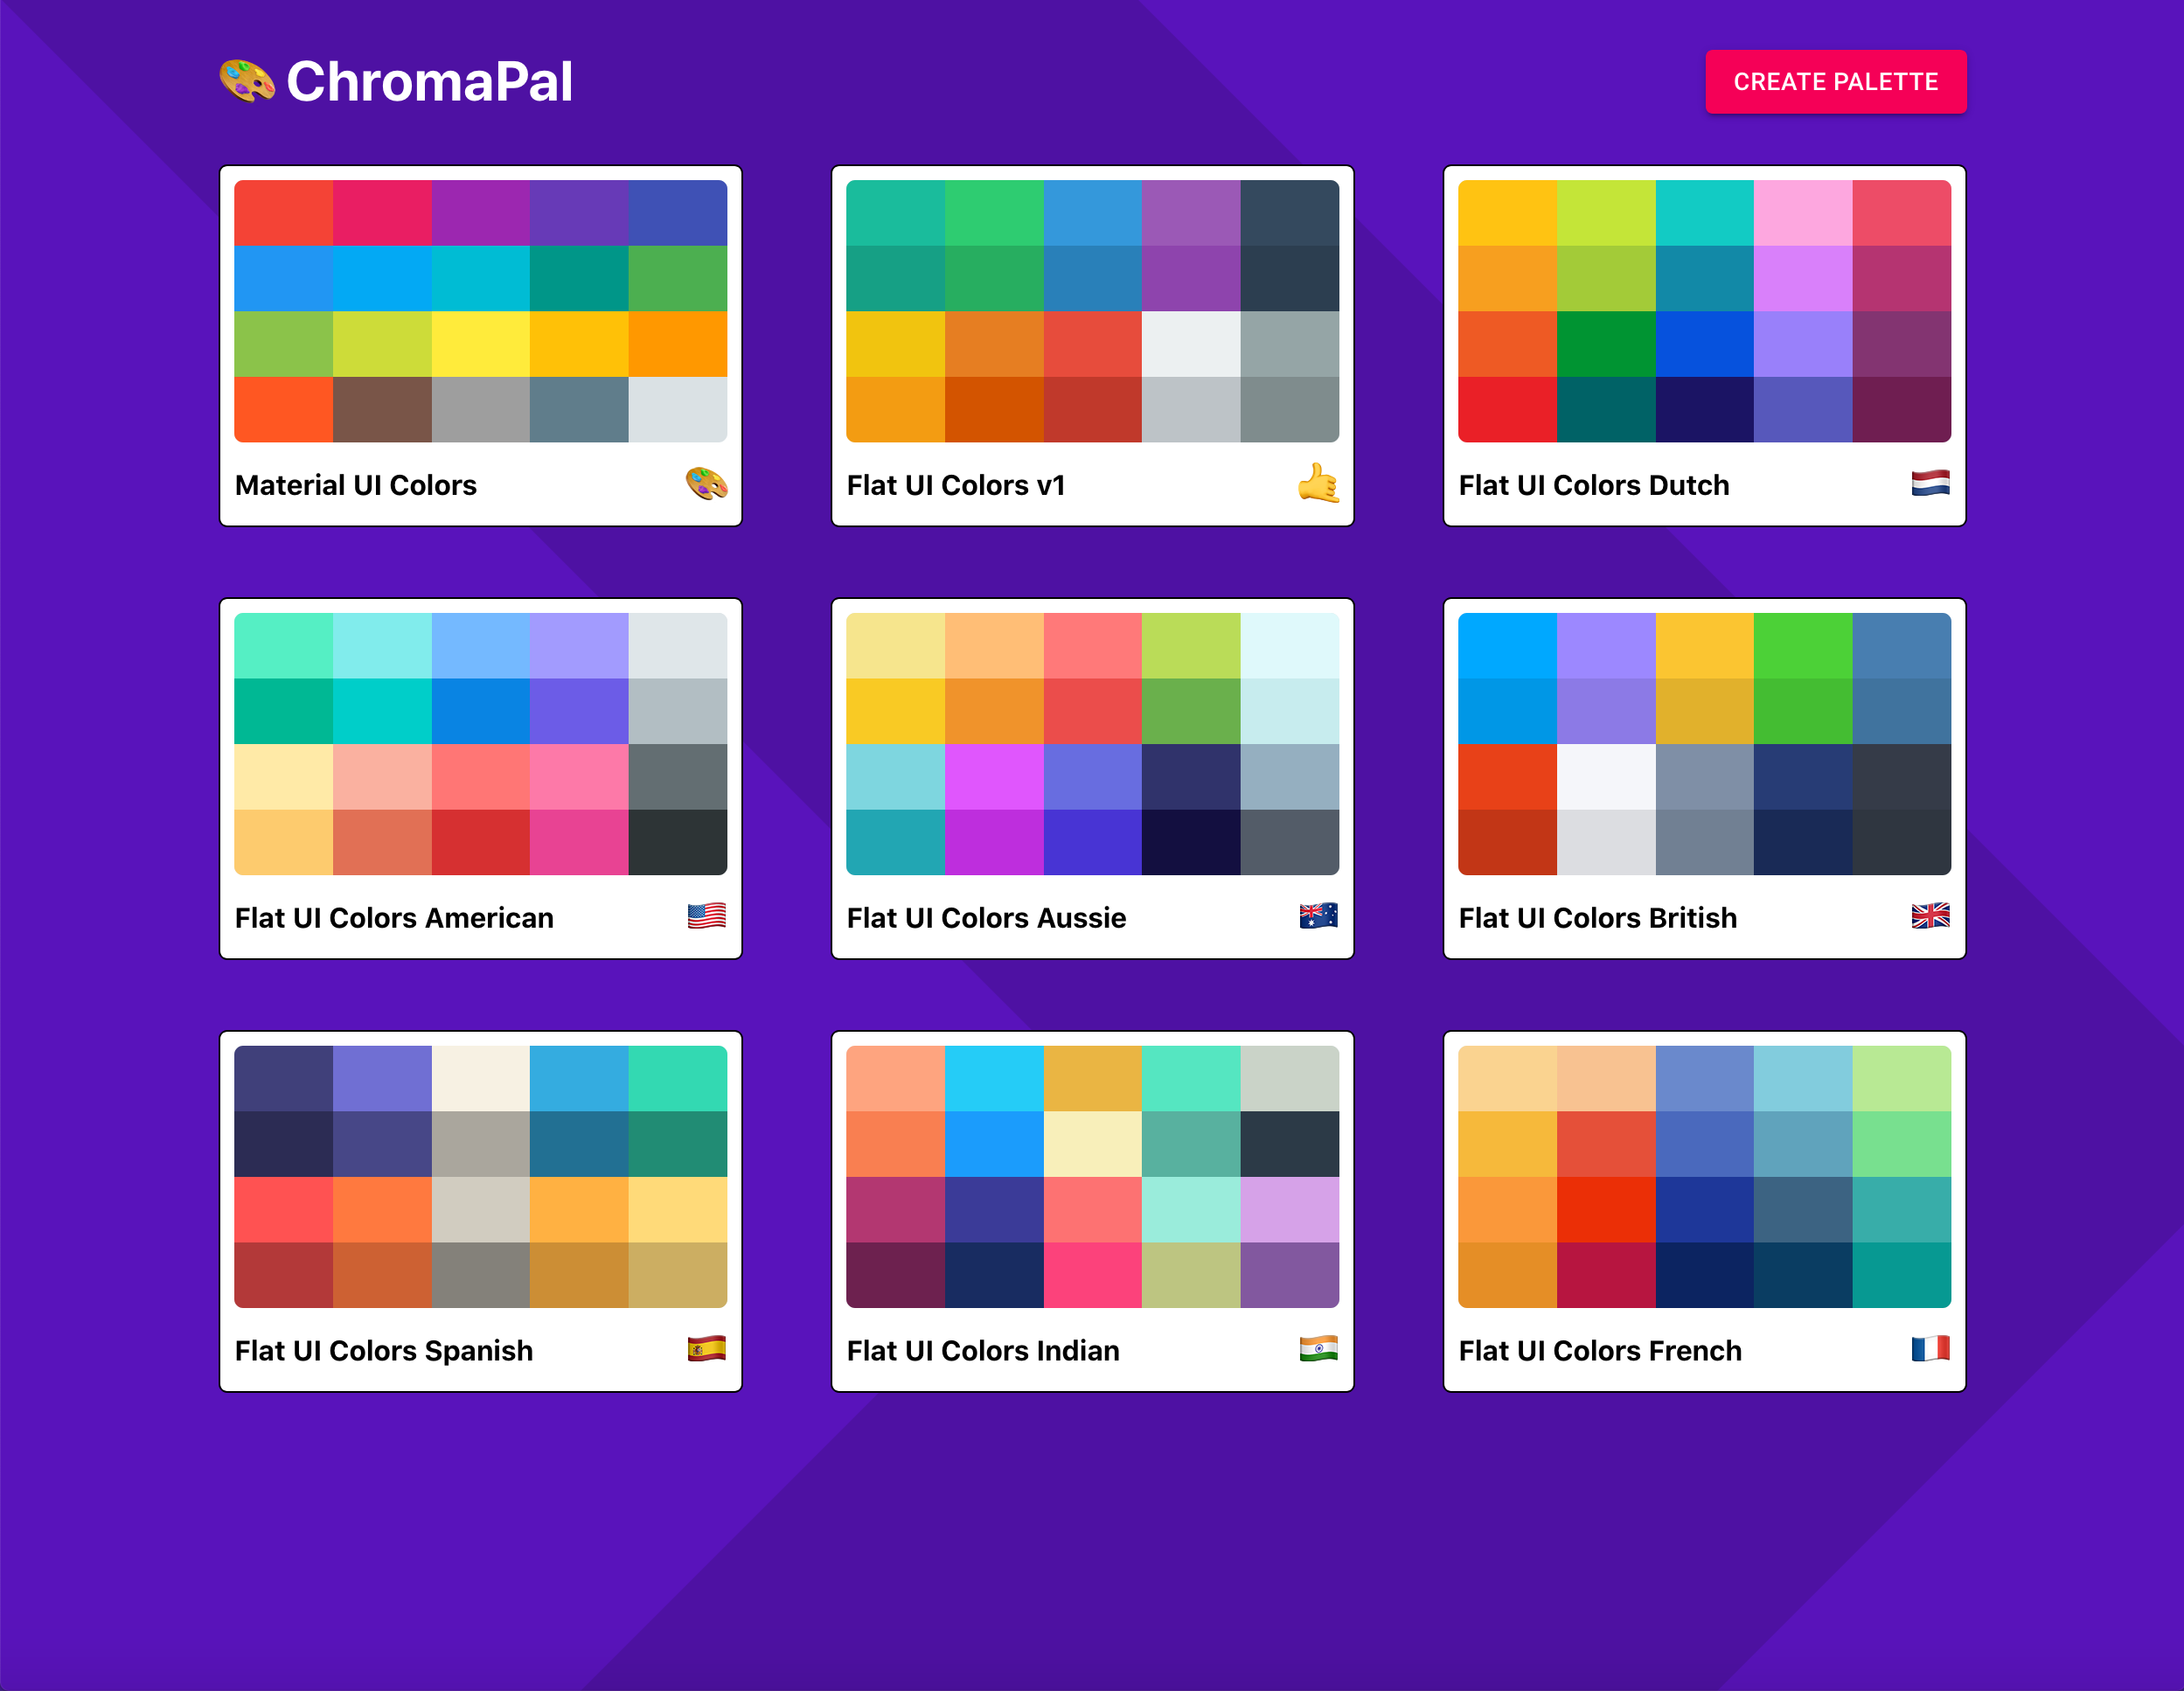 ChromaPal
CREATE PALETTE
Material UI Colors
Flat UI Colors v1
Flat UI Colors Dutch
Flat UI Colors American
Flat UI Colors Aussie
Flat UI Colors British
Flat UI Colors Spanish
Flat UI Colors Indian
Flat UI Colors French